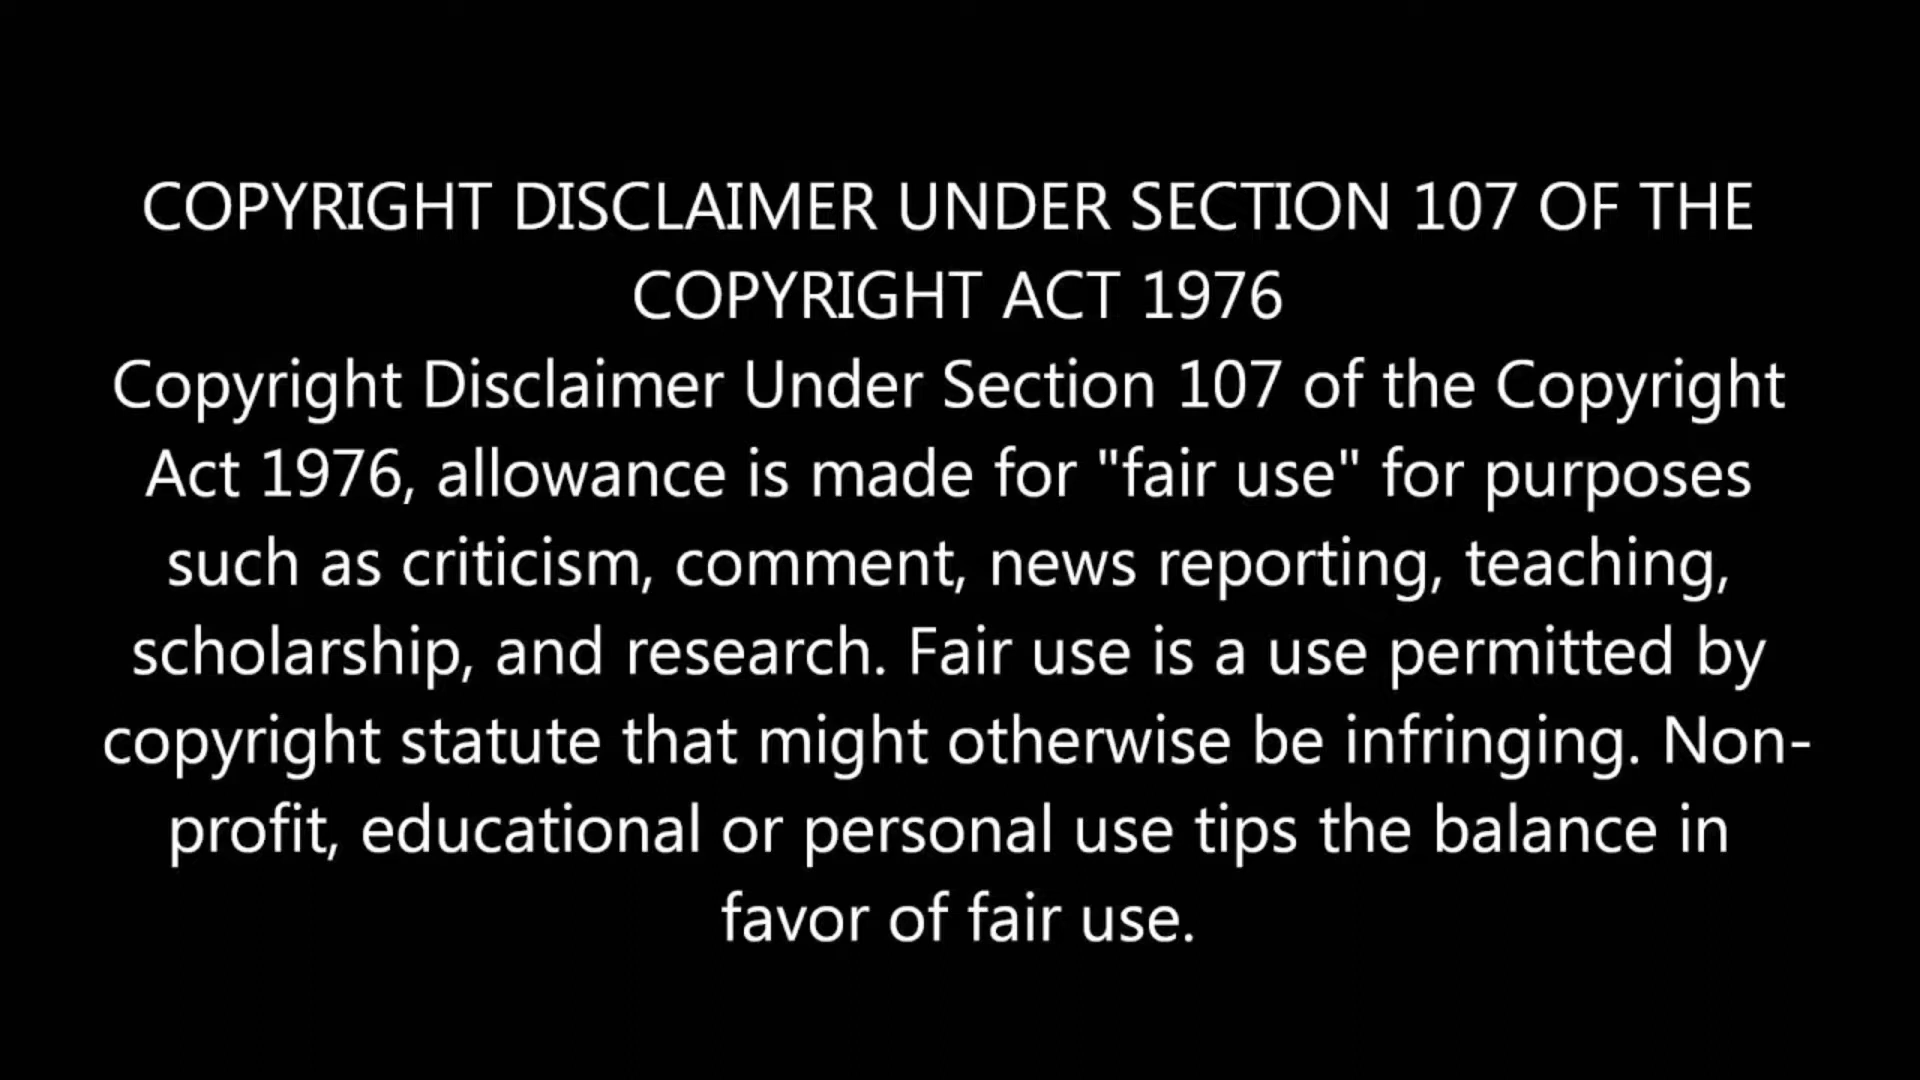 COPYRIGHT DISCLAIMER UNDER SECTION 107 OF THE
COPYRIGHT ACT 1976
Copyright Disclaimer Under Section 107 of the Copyright
Act 1976, allowance is made for "fair use" for purposes
such as criticism, comment, news reporting, teaching,
scholarship, and research. Fair use is a use permitted by
copyright statute that might otherwise be infringing. Non-
profit, educational or personal use tips the balance in
favor of fair use.